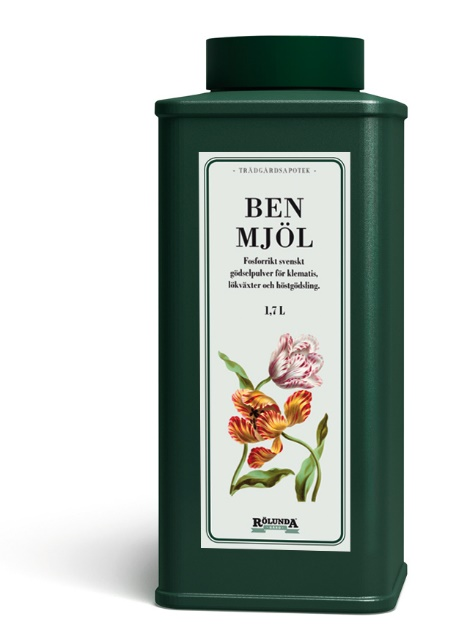 - TRÄDGÅRDSAPOTEK -
BEN
MJÖL
Fosforrikt svenskt
gödselpulver för klematis,
lökväxter och höstgödsling.
1,7 L
RÖLUNDA